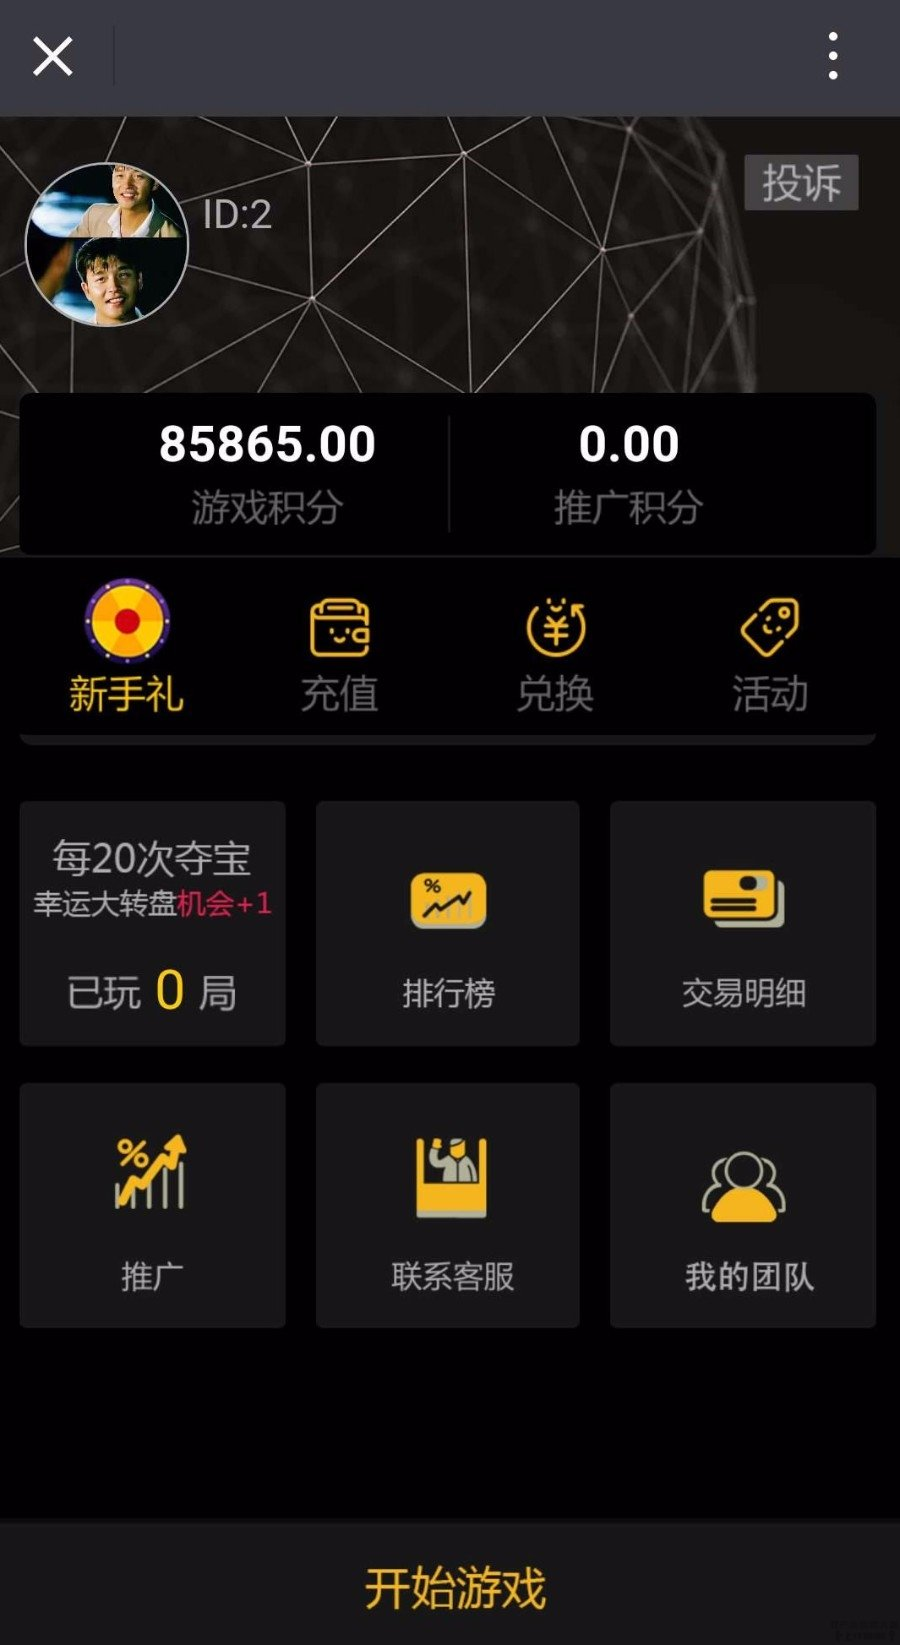 投诉
ID:2
85865.00 0.00
游戏积分 推广积分
新手礼 充值 兑换 活动
每20次夺宝
幸运大转盘机会+1
已玩 0 局
排行榜
交易明细
推广
联系客服
我的团队
开始游戏